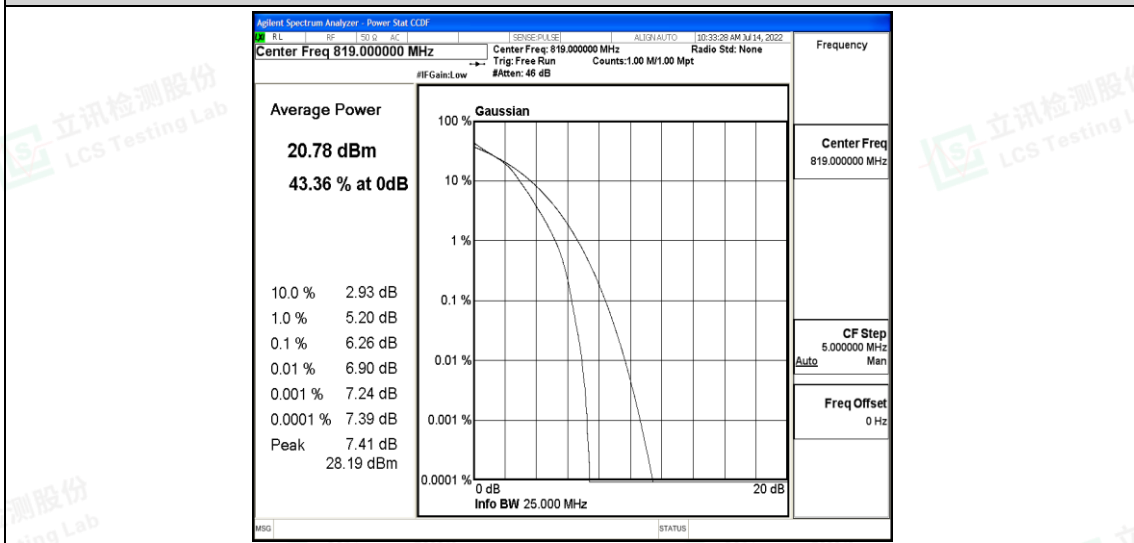 Agilent Spectrum Analyzer - Power Stat CCDF
RL RF 50 Ω AC SENSE:PULSE ALIGNAUTO 10:33:28 AM Jul 14, 2022
Center Freq 819.000000 MHz
Center Freq: 819.000000 MHz Radio Std: None
Trig: Free Run Counts:1.00 M/1.00 Mpt
#IFGain:Low #Atten: 46 dB
Frequency
Average Power
20.78 dBm
43.36 % at 0dB
10.0 % 2.93 dB
1.0 % 5.20 dB
0.1 % 6.26 dB
0.01 % 6.90 dB
0.001 % 7.24 dB
0.0001 % 7.39 dB
Peak 7.41 dB
28.19 dBm
Gaussian
100 %
10 %
1 %
0.1 %
0.01 %
0.001 %
0.0001 %
0 dB 20 dB
Info BW 25.000 MHz
Center Freq
819.000000 MHz
CF Step
5.000000 MHz
Auto Man
Freq Offset
0 Hz
MSG STATUS
立讯检测股份
LCS Testing Lab
立讯检测股份
LCS Testing L
测股份
ing Lab